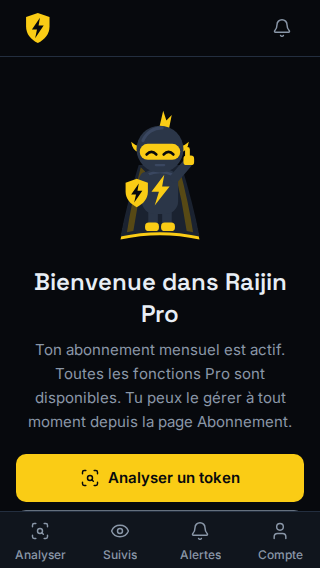 Bienvenue dans Raijin
Pro
Ton abonnement mensuel est actif.
Toutes les fonctions Pro sont
disponibles. Tu peux le gérer à tout
moment depuis la page Abonnement.
Analyser un token
Analyser
Suivis
Alertes
Compte